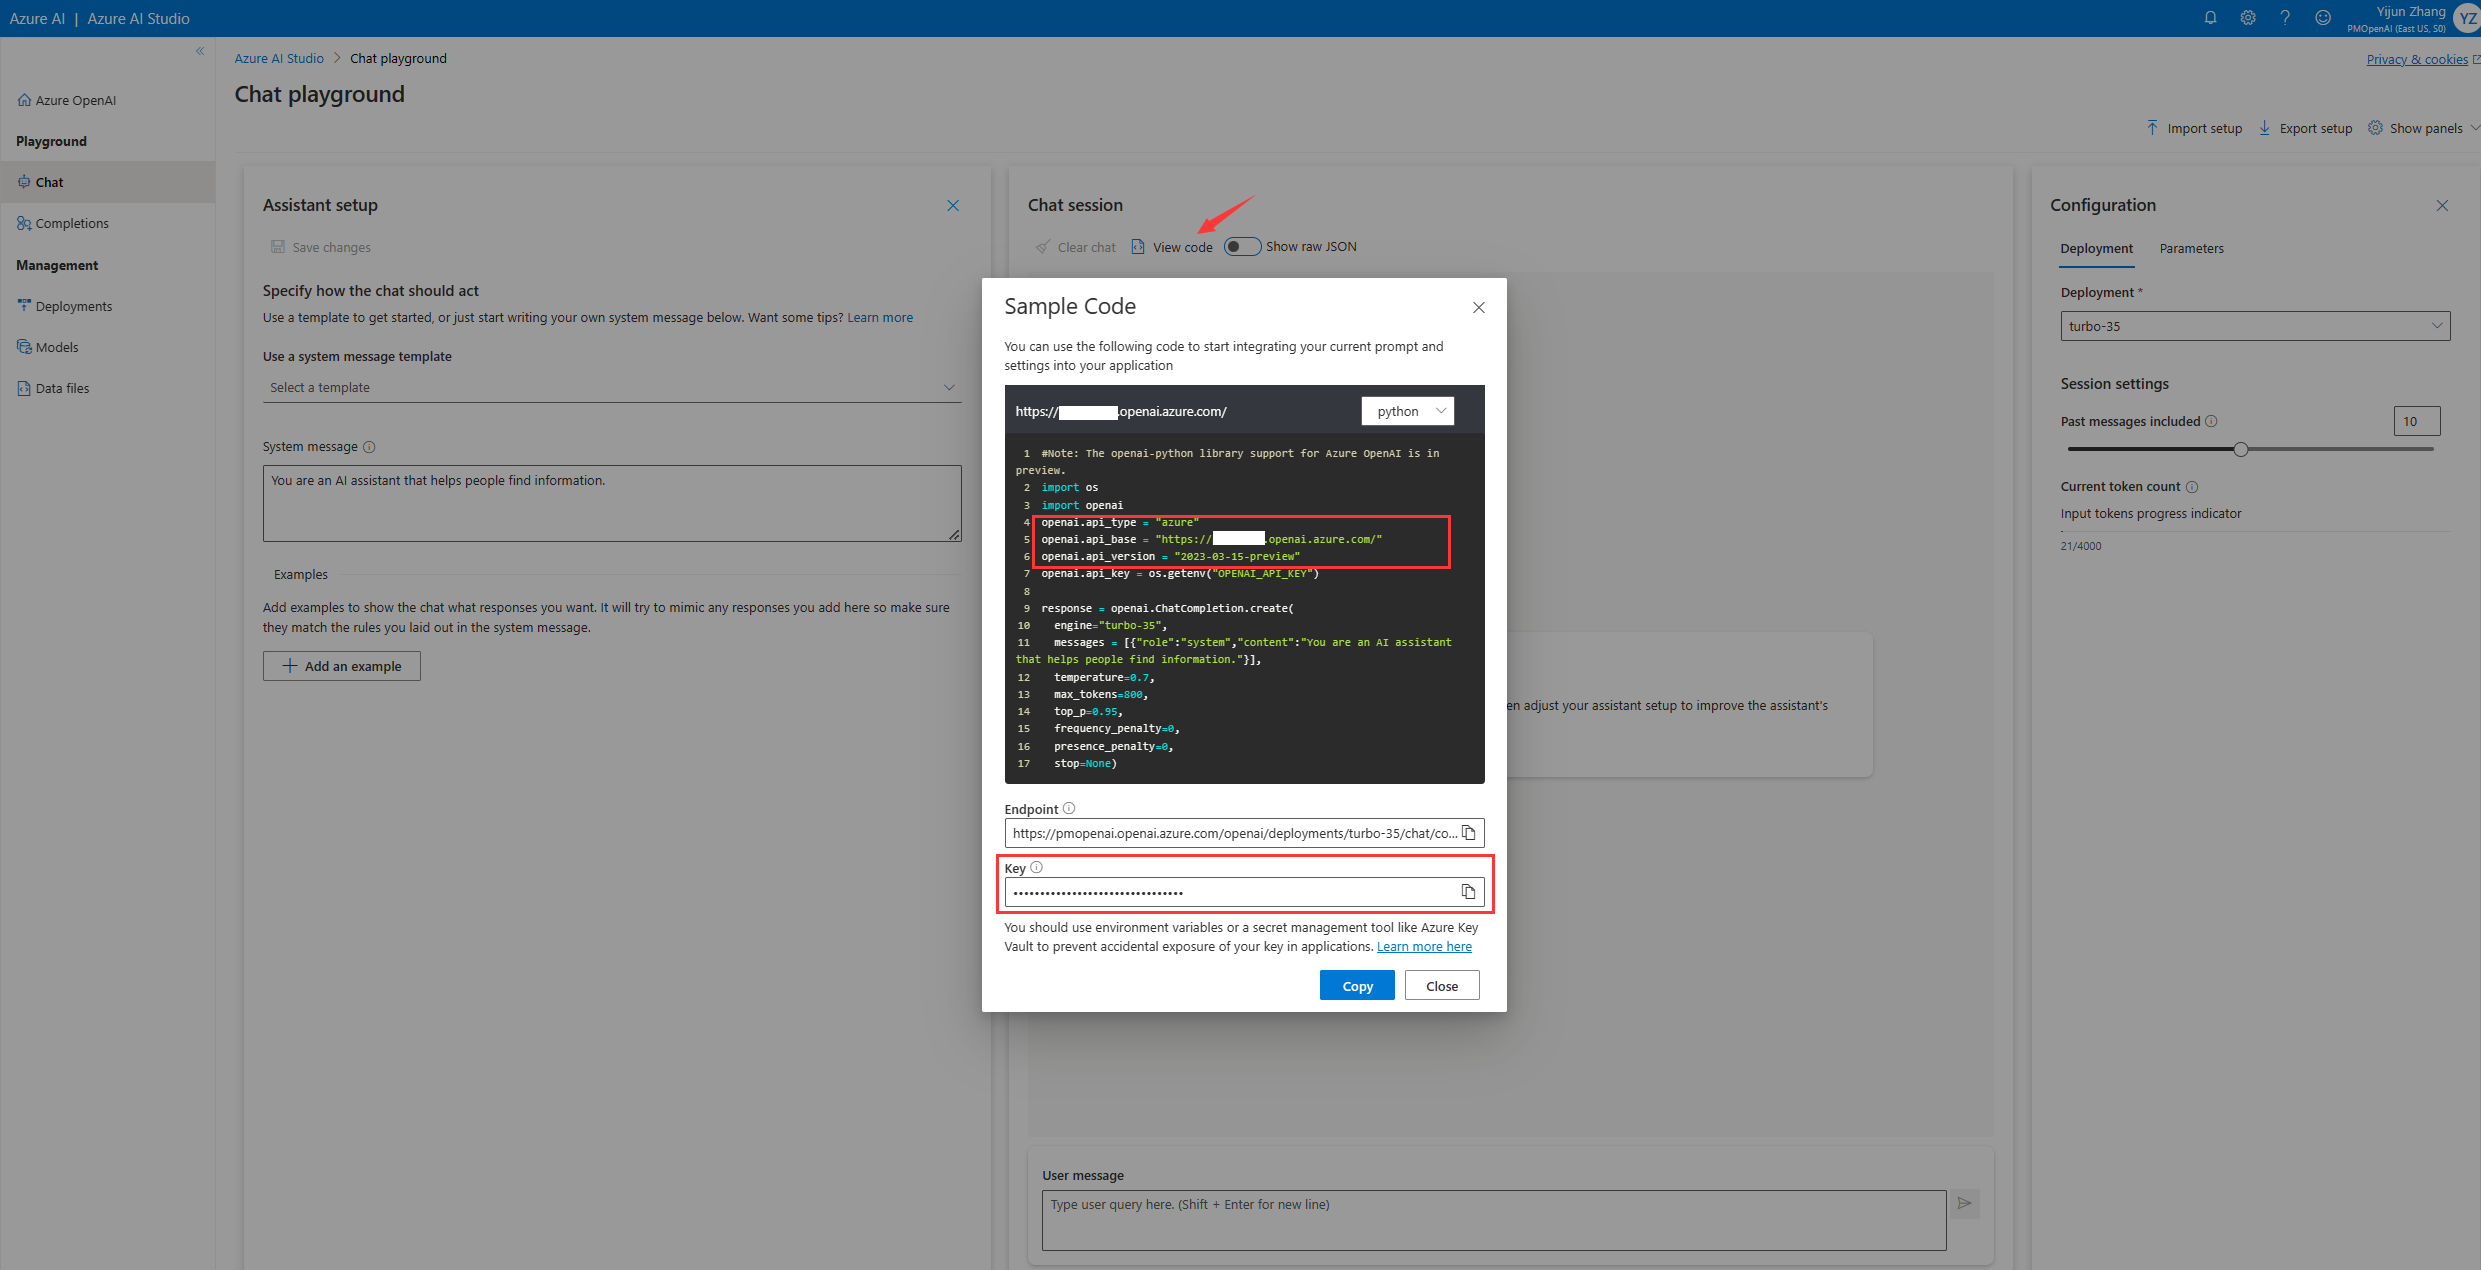 Azure AI | Azure AI Studio
Yijun Zhang
PMOpenAI (East US, S0)
YZ
Azure AI Studio > Chat playground
Privacy & cookies
Chat playground
Import setup
Export setup
Show panels
Azure OpenAI
Playground
Chat
Completions
Management
Deployments
Models
Data files
Assistant setup
Save changes
Specify how the chat should act
Use a template to get started, or just start writing your own system message below. Want some tips? Learn more
Use a system message template
Select a template
System message
You are an AI assistant that helps people find information.
Examples
Add examples to show the chat what responses you want. It will try to mimic any responses you add here so make sure
they match the rules you laid out in the system message.
Add an example
Chat session
Clear chat
View code
Show raw JSON
Sample Code
You can use the following code to start integrating your current prompt and
settings into your application
https:// .openai.azure.com/
python
1 #Note: The openai-python library support for Azure OpenAI is in
preview.
2 import os
3 import openai
4 openai.api_type = "azure"
5 openai.api_base = "https:// .openai.azure.com/"
6 openai.api_version = "2023-03-15-preview"
7 openai.api_key = os.getenv("OPENAI_API_KEY")
8
9 response = openai.ChatCompletion.create(
10 engine="turbo-35",
11 messages = [{"role":"system","content":"You are an AI assistant
that helps people find information."}],
12 temperature=0.7,
13 max_tokens=800,
14 top_p=0.95,
15 frequency_penalty=0,
16 presence_penalty=0,
17 stop=None)
Endpoint
https://pmopenai.openai.azure.com/openai/deployments/turbo-35/chat/co...
Key
••••••••••••••••••••••••••••••••
You should use environment variables or a secret management tool like Azure Key
Vault to prevent accidental exposure of your key in applications. Learn more here
Copy
Close
en adjust your assistant setup to improve the assistant's
User message
Type user query here. (Shift + Enter for new line)
Configuration
Deployment
Parameters
Deployment *
turbo-35
Session settings
Past messages included
10
Current token count
Input tokens progress indicator
21/4000